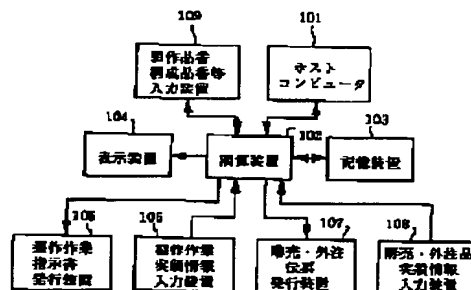 109
101
製作品番
構成品番等
入力装置
ホスト
コンピュータ
104
102
103
表示装置
演算装置
記憶装置
105
106
107
108
製作作業
指示書
発行装置
製作作業
実績情報
入力装置
購売・外注
伝票
発行装置
購売・外注品
実績情報
入力装置